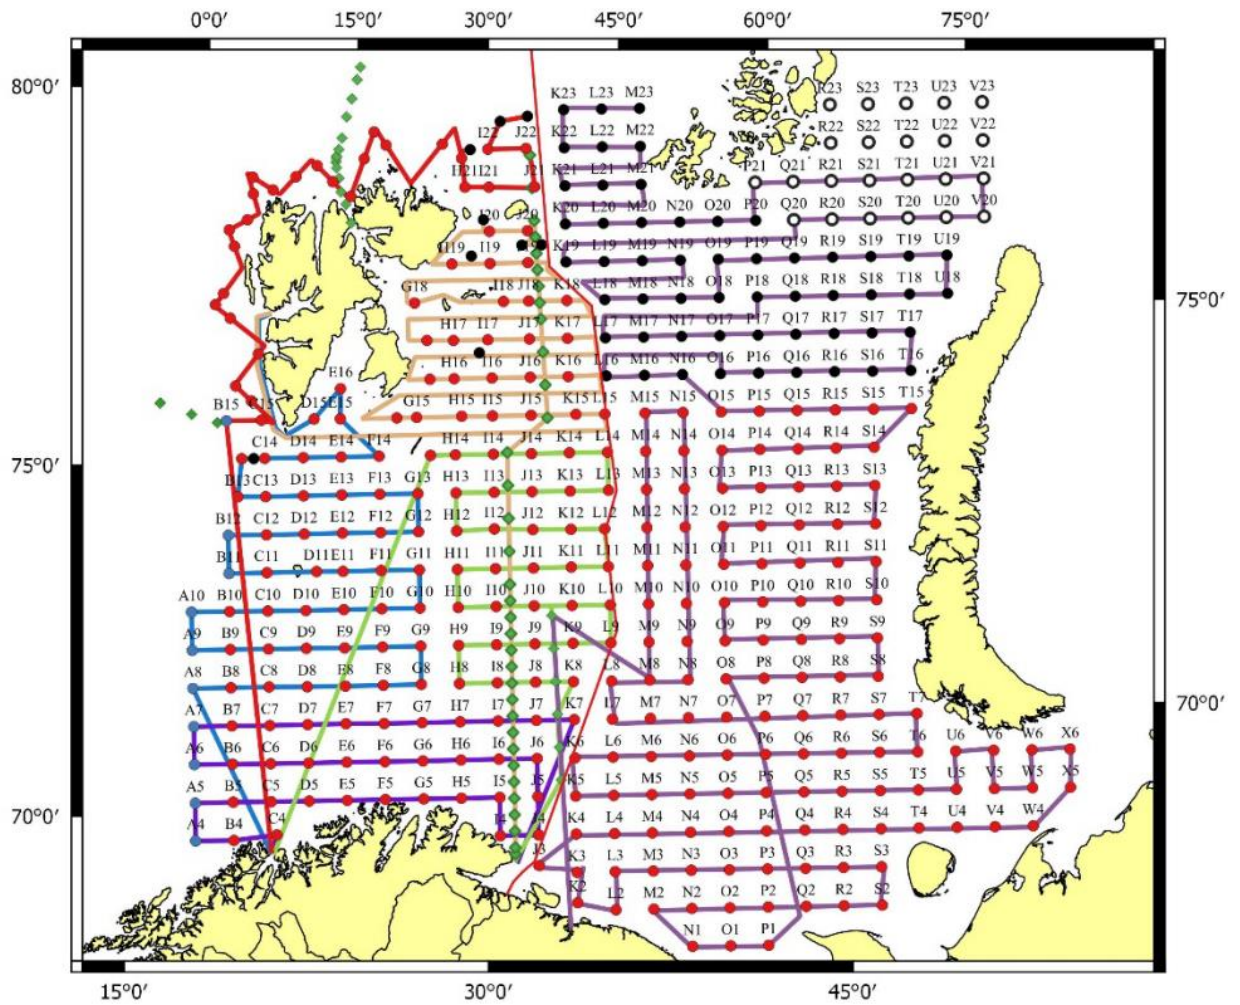 0°0′ 15°0′ 30°0′ 45°0′ 60°0′ 75°0′
80°0′
K23 L23 M23 R23 S23 T23 U23 V23
I22 J22 K22 L22 M22 R22 S22 T22 U22 V22
H21 I21 J21 K21 L21 M21 P21 Q21 R21 S21 T21 U21 V21
I20 J20 K20 L20 M20 N20 O20 P20 Q20 R20 S20 T20 U20 V20
H19 I19 J19 K19 L19 M19 N19 O19 P19 Q19 R19 S19 T19 U19
G18 I18 J18 K18 L18 M18 N18 O18 P18 Q18 R18 S18 T18 U18
75°0′
H17 I17 J17 K17 L17 M17 N17 O17 P17 Q17 R17 S17 T17
E16 H16 I16 J16 K16 L16 M16 N16 O16 P16 Q16 R16 S16 T16
B15 C15 D15 E15 G15 H15 I15 J15 K15 L15 M15 N15 O15 P15 Q15 R15 S15 T15
C14 D14 E14 F14 H14 I14 J14 K14 L14 M14 N14 O14 P14 Q14 R14 S14
75°0′
B13 C13 D13 E13 F13 G13 H13 I13 J13 K13 L13 M13 N13 O13 P13 Q13 R13 S13
B12 C12 D12 E12 F12 G12 H12 I12 J12 K12 L12 M12 N12 O12 P12 Q12 R12 S12
B11 C11 D11 E11 F11 G11 H11 I11 J11 K11 L11 M11 N11 O11 P11 Q11 R11 S11
A10 B10 C10 D10 E10 F10 G10 H10 I10 J10 K10 L10 M10 N10 O10 P10 Q10 R10 S10
A9 B9 C9 D9 E9 F9 G9 H9 I9 J9 K9 L9 M9 N9 O9 P9 Q9 R9 S9
A8 B8 C8 D8 E8 F8 G8 H8 I8 J8 K8 L8 M8 N8 O8 P8 Q8 R8 S8
A7 B7 C7 D7 E7 F7 G7 H7 I7 J7 K7 L7 M7 N7 O7 P7 Q7 R7 S7 T7
70°0′
A6 B6 C6 D6 E6 F6 G6 H6 I6 J6 K6 L6 M6 N6 O6 P6 Q6 R6 S6 T6 U6 V6 W6 X6
A5 B5 C5 D5 E5 F5 G5 H5 I5 J5 K5 L5 M5 N5 O5 P5 Q5 R5 S5 T5 U5 V5 W5 X5
70°0′
A4 B4 C4 I4 J4 K4 L4 M4 N4 O4 P4 Q4 R4 S4 T4 U4 V4 W4
J3 K3 L3 M3 N3 O3 P3 Q3 R3 S3
K2 L2 M2 N2 O2 P2 Q2 R2 S2
N1 O1 P1
15°0′ 30°0′ 45°0′